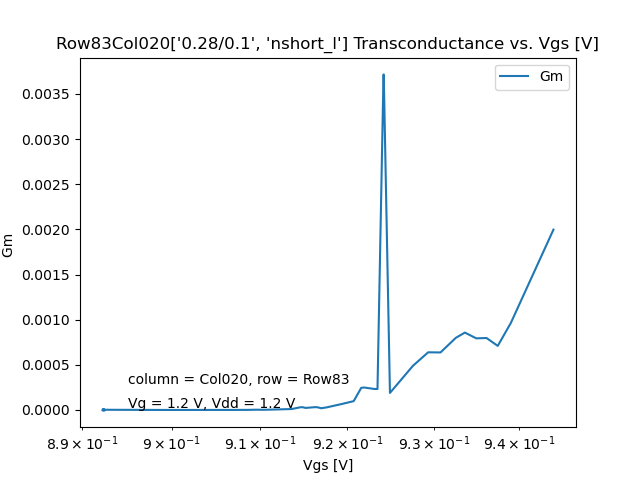 Row83Col020['0.28/0.1', 'nshort_l'] Transconductance vs. Vgs [V]
Gm
0.0035
0.0030
0.0025
0.0020
0.0015
0.0010
0.0005
0.0000
Gm
column = Col020, row = Row83
Vg = 1.2 V, Vdd = 1.2 V
8.9 × 10⁻¹ 9 × 10⁻¹ 9.1 × 10⁻¹ 9.2 × 10⁻¹ 9.3 × 10⁻¹ 9.4 × 10⁻¹
Vgs [V]